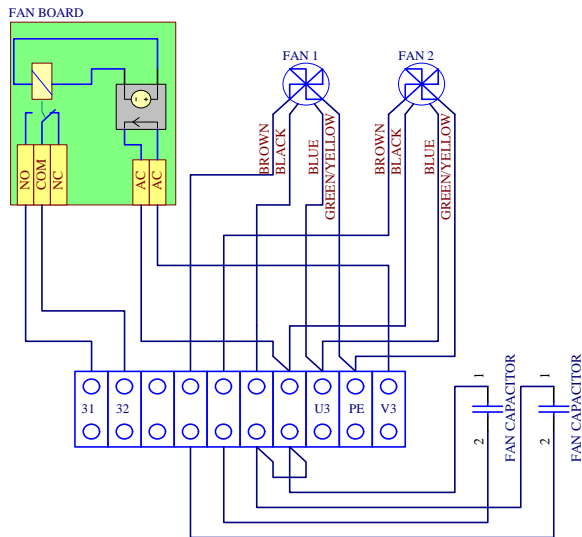 FAN BOARD
FAN 1
FAN 2
BROWN
BLACK
BLUE
GREEN/YELLOW
BROWN
BLACK
BLUE
GREEN/YELLOW
NO
COM
NC
AC
AC
31
32
U3
PE
V3
1
2
FAN CAPACITOR
1
2
FAN CAPACITOR